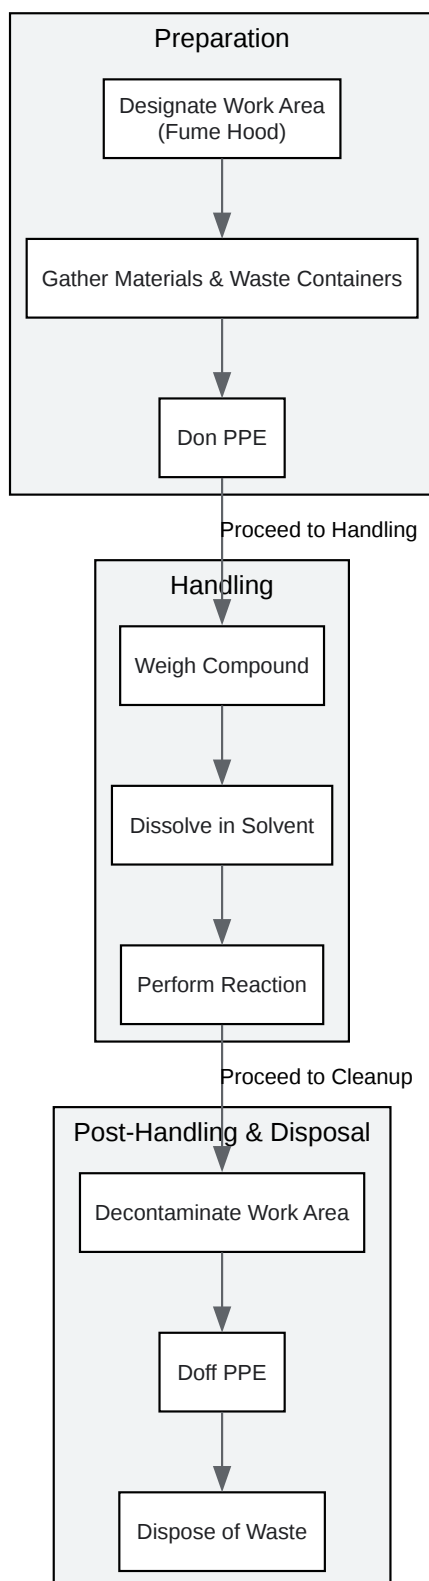 Preparation
Designate Work Area
(Fume Hood)
Gather Materials & Waste Containers
Don PPE
Proceed to Handling
Handling
Weigh Compound
Dissolve in Solvent
Perform Reaction
Proceed to Cleanup
Post-Handling & Disposal
Decontaminate Work Area
Doff PPE
Dispose of Waste